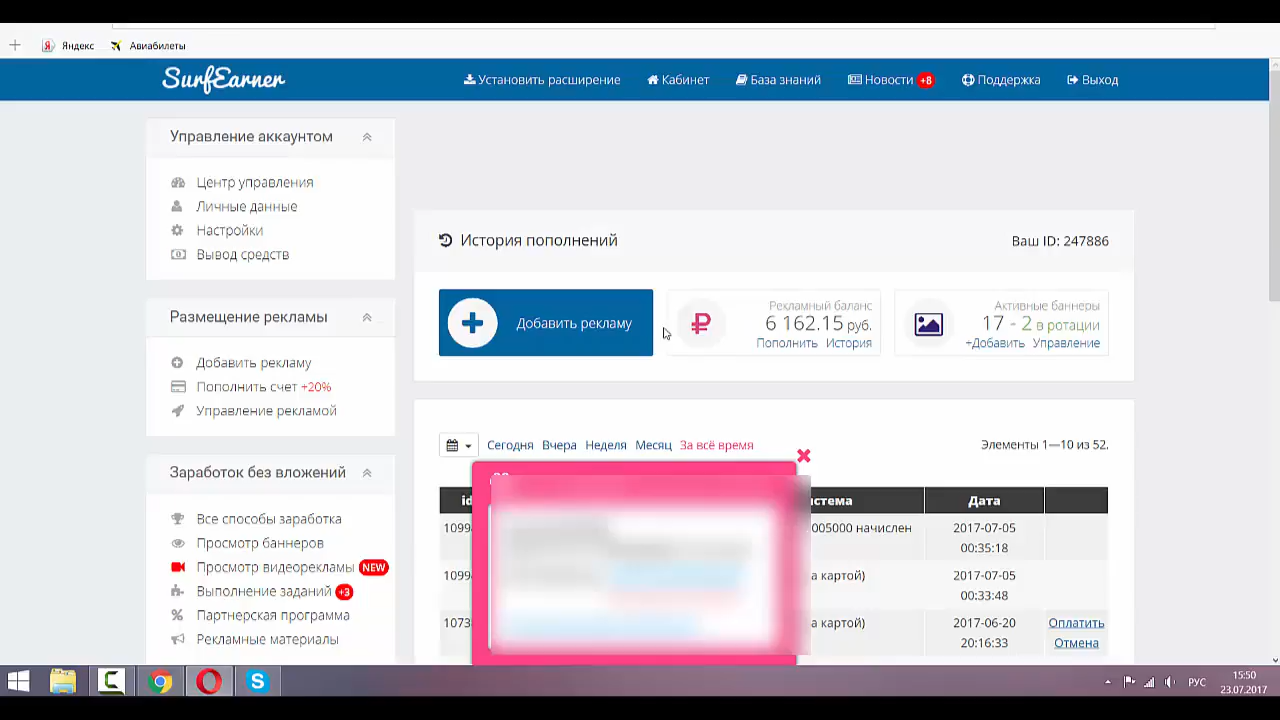 Яндекс Авиабилеты
SurfEarner Установить расширение Кабинет База знаний Новости +8 Поддержка Выход
Управление аккаунтом
Центр управления
Личные данные
Настройки
Вывод средств
Размещение рекламы
Добавить рекламу
Пополнить счет +20%
Управление рекламой
Заработок без вложений
Все способы заработка
Просмотр баннеров
Просмотр видеорекламы NEW
Выполнение заданий +3
Партнерская программа
Рекламные материалы
История пополнений Ваш ID: 247886
Добавить рекламу
Рекламный баланс
6 162.15 руб.
Пополнить История
Активные баннеры
17 - 2 в ротации
+Добавить Управление
Сегодня Вчера Неделя Месяц За всё время Элементы 1—10 из 52.
id стема Дата
1099 005000 начислен 2017-07-05
00:35:18
1099 а картой) 2017-07-05
00:33:48
1073 а картой) 2017-06-20 Оплатить
20:16:33 Отмена
РУС 15:50
23.07.2017